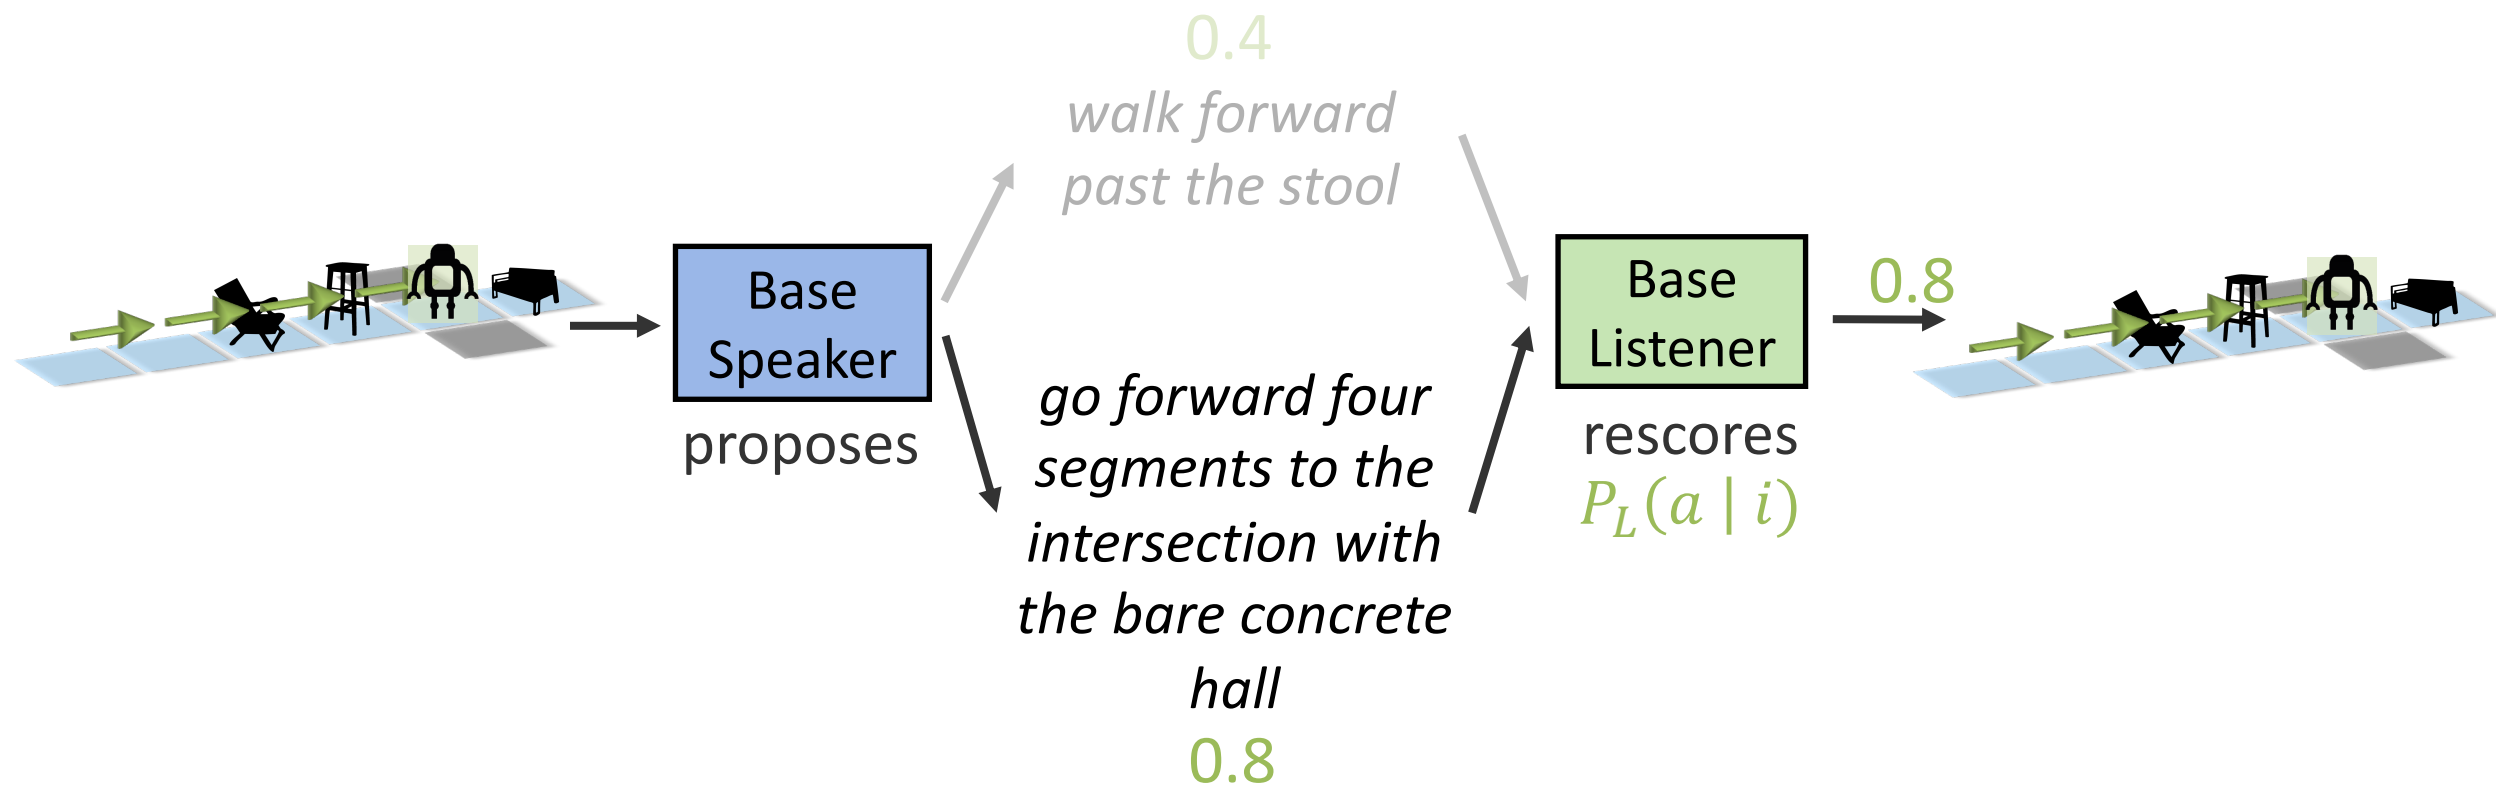 0.4
walk forward
past the stool
Base
Speaker
proposes
go forward four
segments to the
intersection with
the bare concrete
hall
0.8
Base
Listener
rescores
P_L(a | i)
0.8